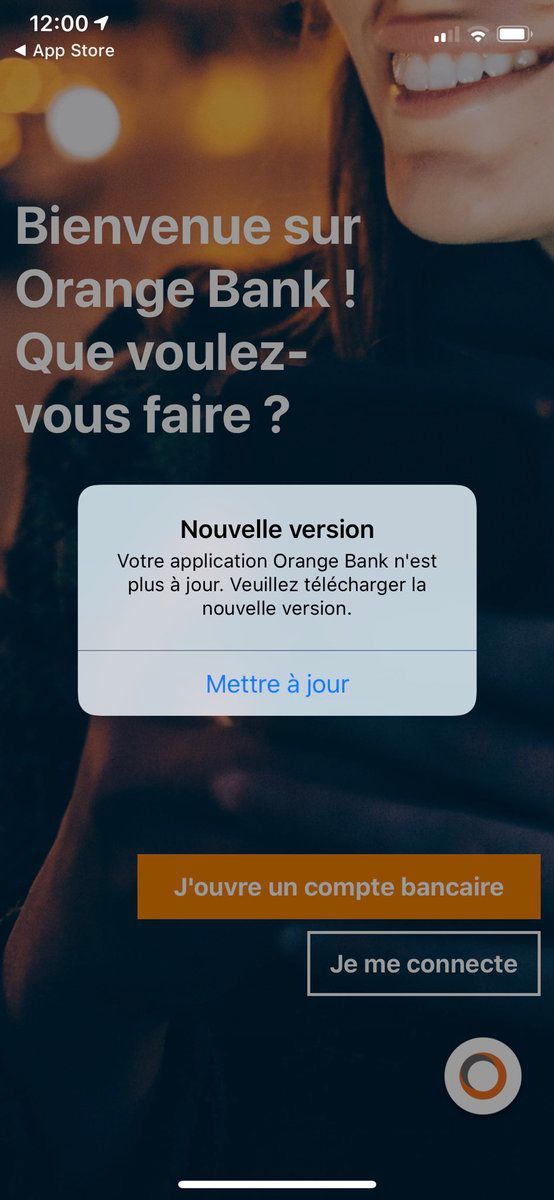 12:00
◀ App Store
Bienvenue sur
Orange Bank !
Que voulez-
vous faire ?
Nouvelle version
Votre application Orange Bank n'est
plus à jour. Veuillez télécharger la
nouvelle version.
Mettre à jour
J'ouvre un compte bancaire
Je me connecte